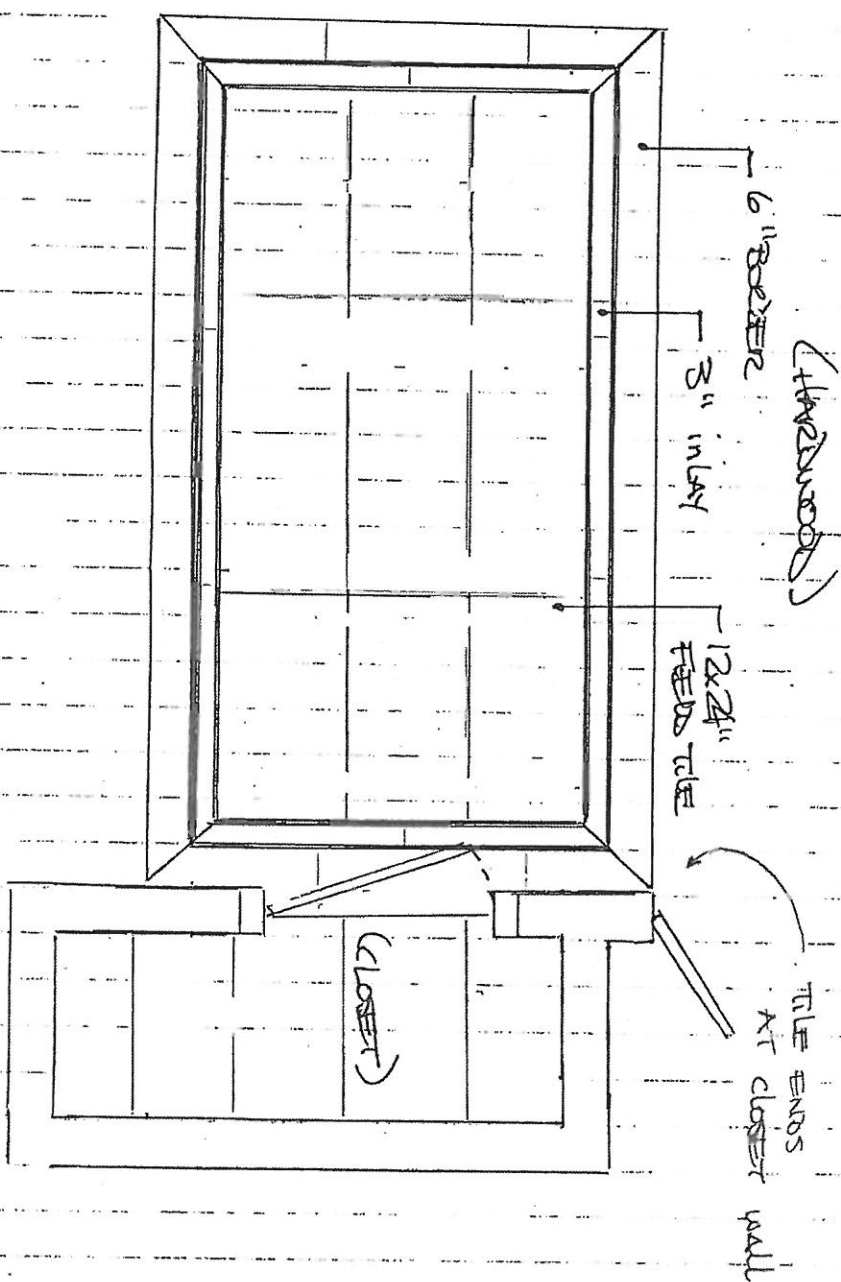 (HARDWOOD)
6" BORDER
3" inLAY
12x24"
FIELD TILE
TILE ENDS
AT CLOSET WALL
(CLOSET)